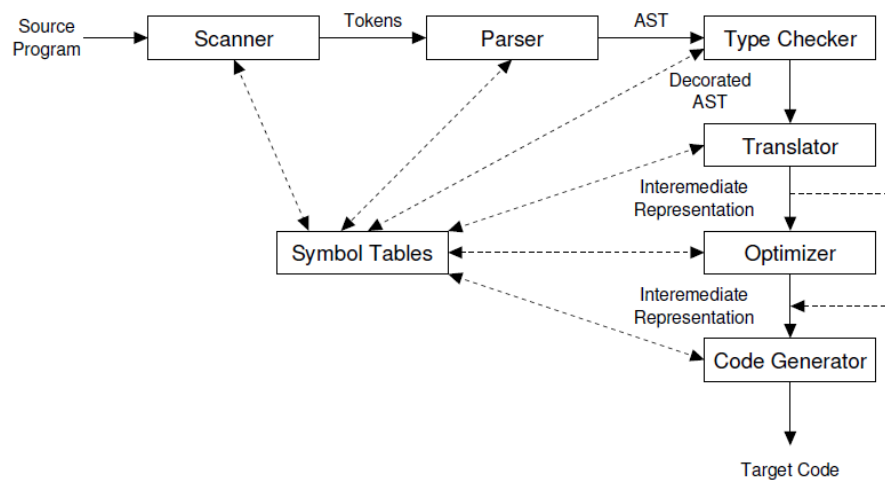 Source
Program
Scanner
Tokens
Parser
AST
Type Checker
Decorated
AST
Translator
Interemediate
Representation
Symbol Tables
Optimizer
Interemediate
Representation
Code Generator
Target Code